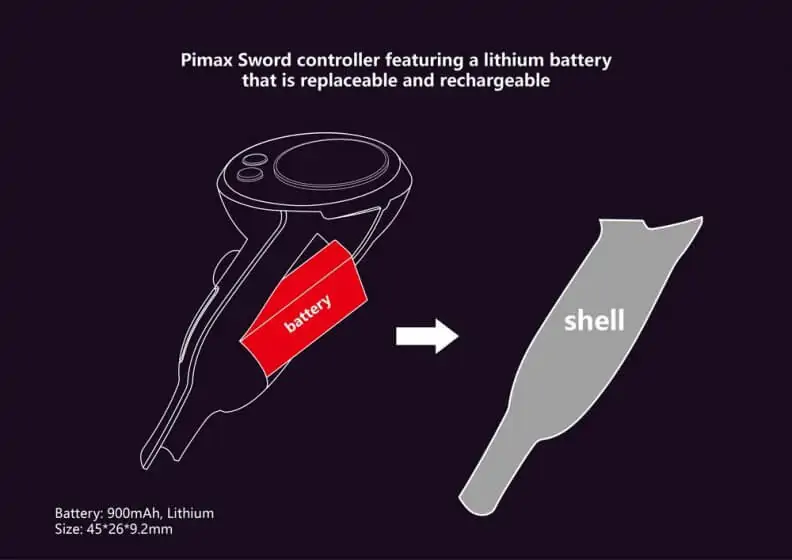 Pimax Sword controller featuring a lithium battery
that is replaceable and rechargeable
battery
shell
Battery: 900mAh, Lithium
Size: 45*26*9.2mm